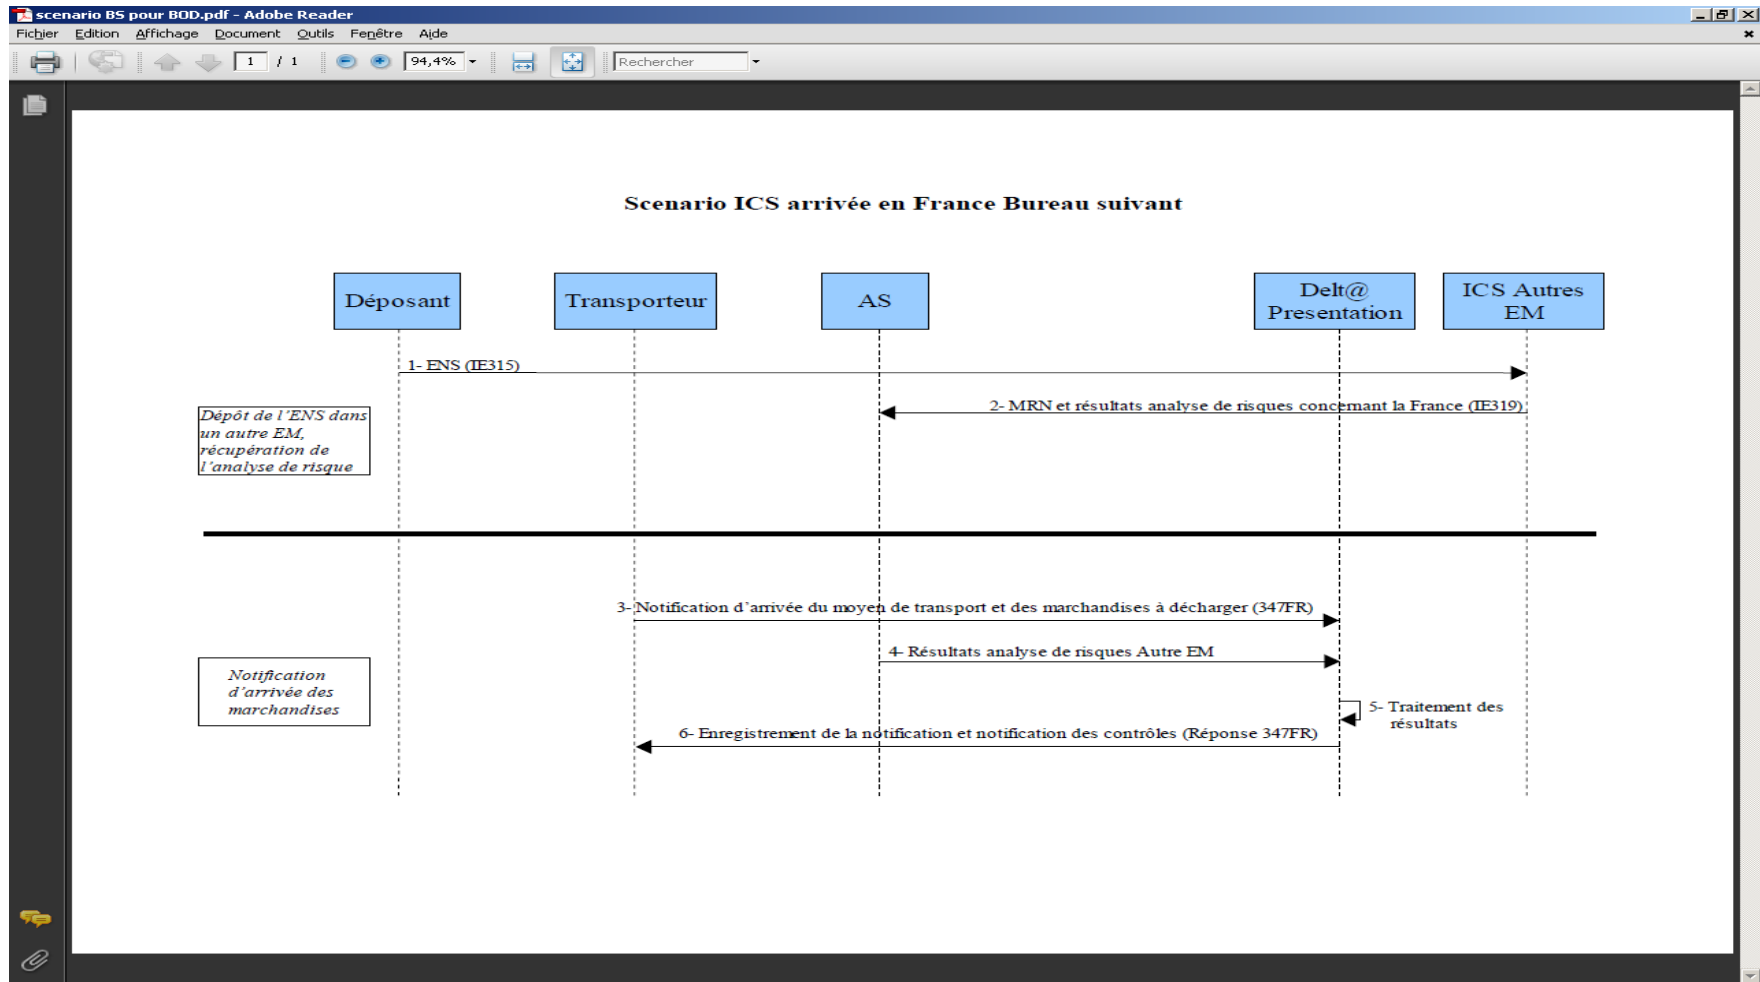 scenario BS pour BOD.pdf - Adobe Reader
Fichier Edition Affichage Document Outils Fenêtre Aide
1 / 1 94,4% Rechercher
Scenario ICS arrivée en France Bureau suivant
Déposant
Transporteur
AS
Delt@
Presentation
ICS Autres
EM
1- ENS (IE315)
2- MRN et résultats analyse de risques concernant la France (IE319)
Dépôt de l'ENS dans
un autre EM,
récupération de
l'analyse de risque
3- Notification d'arrivée du moyen de transport et des marchandises à décharger (347FR)
4- Résultats analyse de risques Autre EM
Notification
d'arrivée des
marchandises
5- Traitement des
résultats
6- Enregistrement de la notification et notification des contrôles (Réponse 347FR)